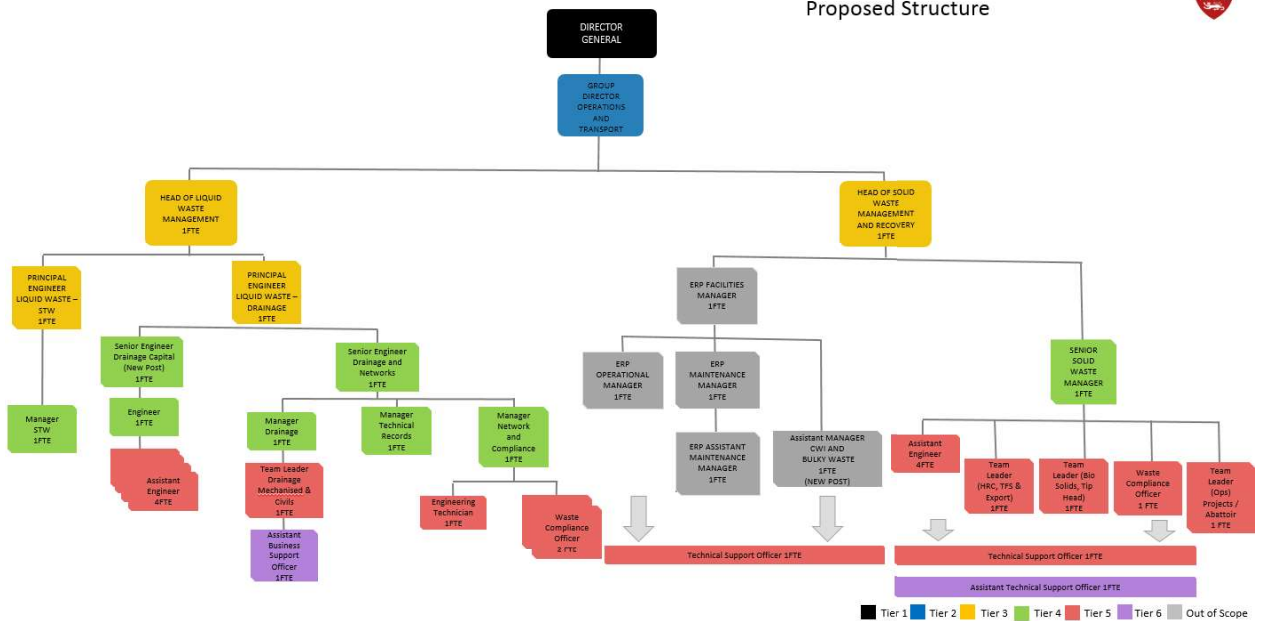 Proposed Structure
DIRECTOR
GENERAL
GROUP
DIRECTOR
OPERATIONS
AND
TRANSPORT
HEAD OF LIQUID
WASTE
MANAGEMENT
1FTE
HEAD OF SOLID
WASTE
MANAGEMENT
AND RECOVERY
1FTE
PRINCIPAL
ENGINEER
LIQUID WASTE –
STW
1FTE
PRINCIPAL
ENGINEER
LIQUID WASTE –
DRAINAGE
1FTE
ERP FACILITIES
MANAGER
1FTE
Senior Engineer
Drainage Capital
(New Post)
1FTE
Senior Engineer
Drainage and
Networks
1FTE
ERP
OPERATIONAL
MANAGER
1FTE
ERP
MAINTENANCE
MANAGER
1FTE
SENIOR
SOLID
WASTE
MANAGER
1FTE
Manager
STW
1FTE
Engineer
1FTE
Manager
Drainage
1FTE
Manager
Technical
Records
1FTE
Manager
Network
and
Compliance
1FTE
ERP ASSISTANT
MAINTENANCE
MANAGER
1FTE
Assistant MANAGER
CWI AND
BULKY WASTE
1FTE
(NEW POST)
Assistant
Engineer
4FTE
Team
Leader
(HRC, TFS &
Export)
1FTE
Team
Leader (Bio
Solids, Tip
Head)
1FTE
Waste
Compliance
Officer
1 FTE
Team
Leader
(Ops)
Projects /
Abattoir
1 FTE
Assistant
Engineer
4FTE
Team Leader
Drainage
Mechanised &
Civils
1FTE
Engineering
Technician
1FTE
Waste
Compliance
Officer
2 FTE
Assistant
Business
Support
Officer
1FTE
Technical Support Officer 1FTE
Technical Support Officer 1FTE
Assistant Technical Support Officer 1FTE
Tier 1 Tier 2 Tier 3 Tier 4 Tier 5 Tier 6 Out of Scope